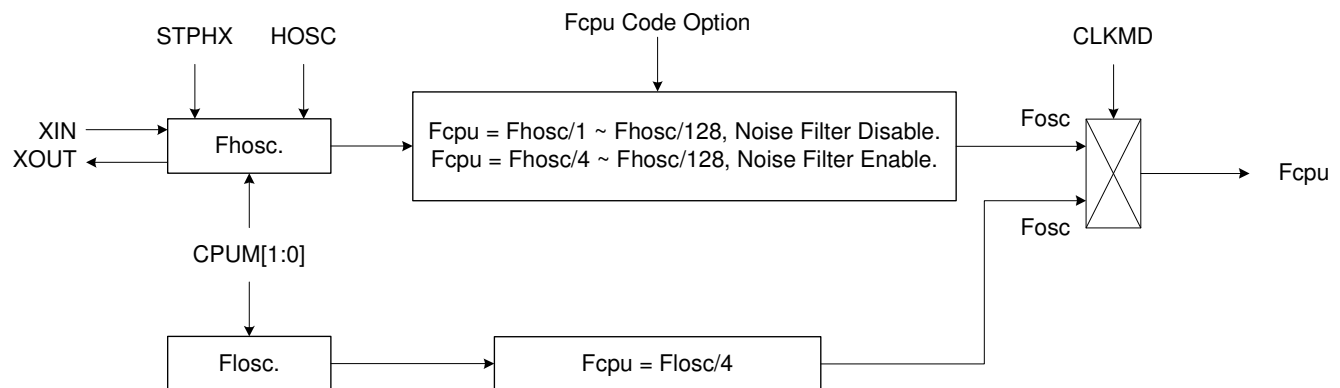 Fcpu Code Option
STPHX
HOSC
CLKMD
XIN
XOUT
Fhosc.
Fcpu = Fhosc/1 ~ Fhosc/128, Noise Filter Disable.
Fcpu = Fhosc/4 ~ Fhosc/128, Noise Filter Enable.
Fosc
Fcpu
Fosc
CPUM[1:0]
Flosc.
Fcpu = Flosc/4